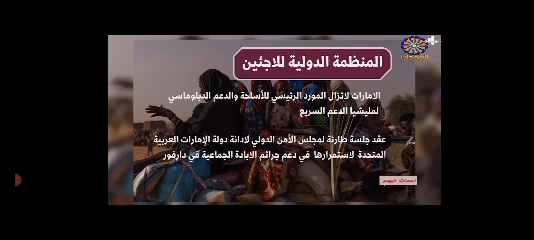 المنظمة الدولية للاجئين
الامارات لاتزال المورد الرئيسي للأسلحة والدعم الدبلوماسي
لمليشيا الدعم السريع
عقد جلسة طارئة لمجلس الأمن الدولي لادانة دولة الإمارات العربية
المتحدة لاستمرارها في دعم جرائم الابادة الجماعية في دارفور